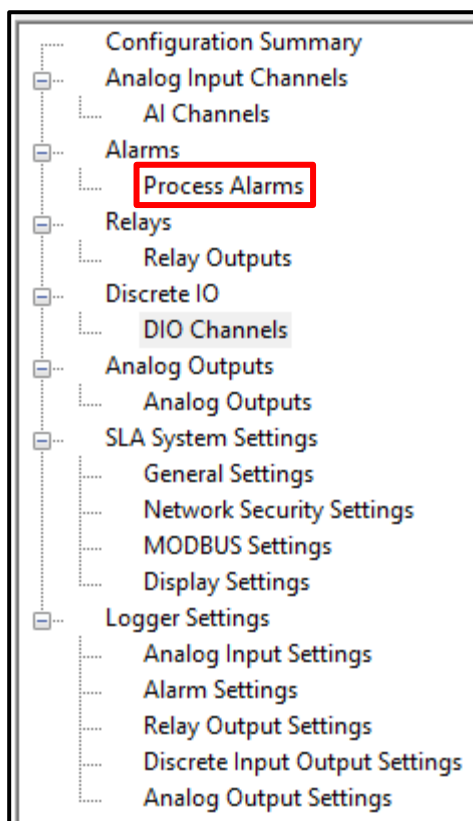 Configuration Summary
Analog Input Channels
AI Channels
Alarms
Process Alarms
Relays
Relay Outputs
Discrete IO
DIO Channels
Analog Outputs
Analog Outputs
SLA System Settings
General Settings
Network Security Settings
MODBUS Settings
Display Settings
Logger Settings
Analog Input Settings
Alarm Settings
Relay Output Settings
Discrete Input Output Settings
Analog Output Settings